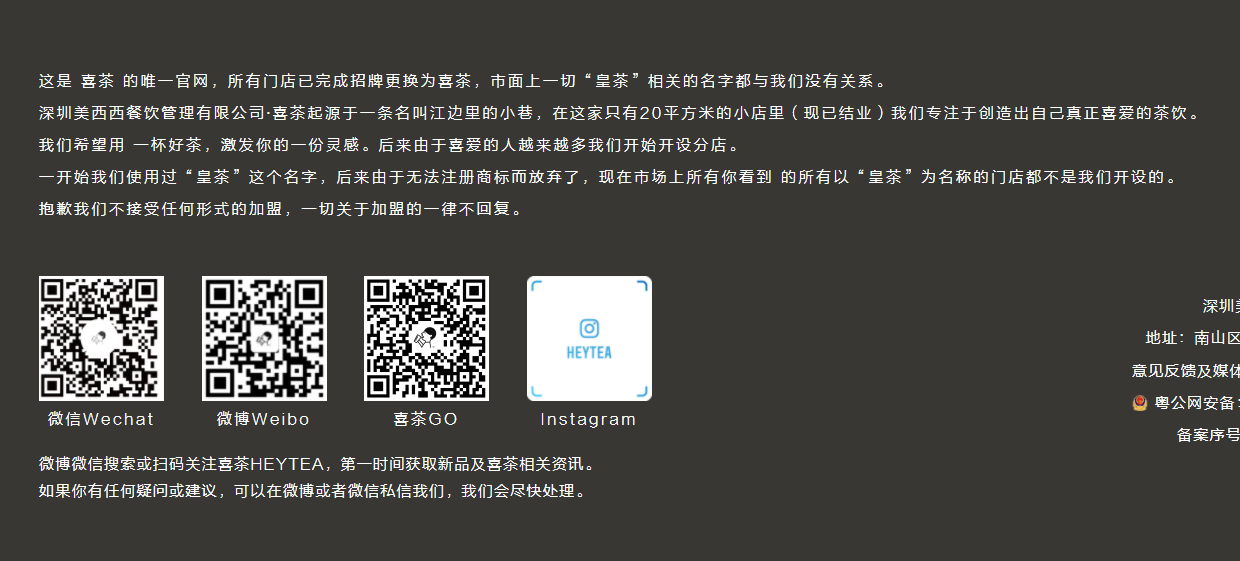 这是 喜茶 的唯一官网，所有门店已完成招牌更换为喜茶，市面上一切“皇茶”相关的名字都与我们没有关系。
深圳美西西餐饮管理有限公司·喜茶起源于一条名叫江边里的小巷，在这家只有20平方米的小店里（现已结业）我们专注于创造出自己真正喜爱的茶饮。
我们希望用 一杯好茶，激发你的一份灵感。后来由于喜爱的人越来越多我们开始开设分店。
一开始我们使用过“皇茶”这个名字，后来由于无法注册商标而放弃了，现在市场上所有你看到 的所有以“皇茶”为名称的门店都不是我们开设的。
抱歉我们不接受任何形式的加盟，一切关于加盟的一律不回复。
HEYTEA
微信Wechat 微博Weibo 喜茶GO Instagram
微博微信搜索或扫码关注喜茶HEYTEA，第一时间获取新品及喜茶相关资讯。
如果你有任何疑问或建议，可以在微博或者微信私信我们，我们会尽快处理。
深圳美
地址：南山区
意见反馈及媒体
粤公网安备
备案序号